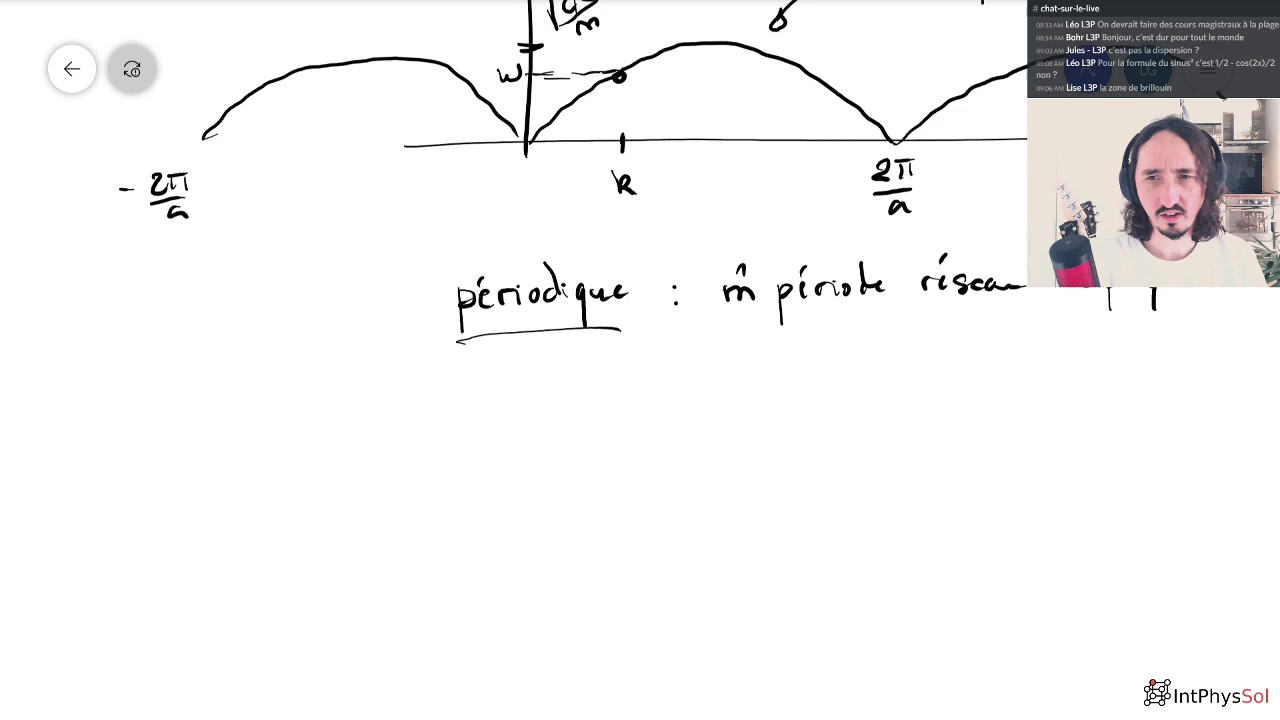 # chat-sur-le-live
08:33 AM Léo L3P On devrait faire des cours magistraux à la plage
08:34 AM Bohr L3P Bonjour, c'est dur pour tout le monde
09:03 AM Jules - L3P c'est pas la dispersion ?
09:03 AM Léo L3P Pour la formule du sinus² c'est 1/2 - cos(2x)/2
non ?
09:06 AM Lise L3P la zone de brillouin
m
ω
- 2π
a
k
2π
a
périodique : m̂ période réseau
IntPhysSol